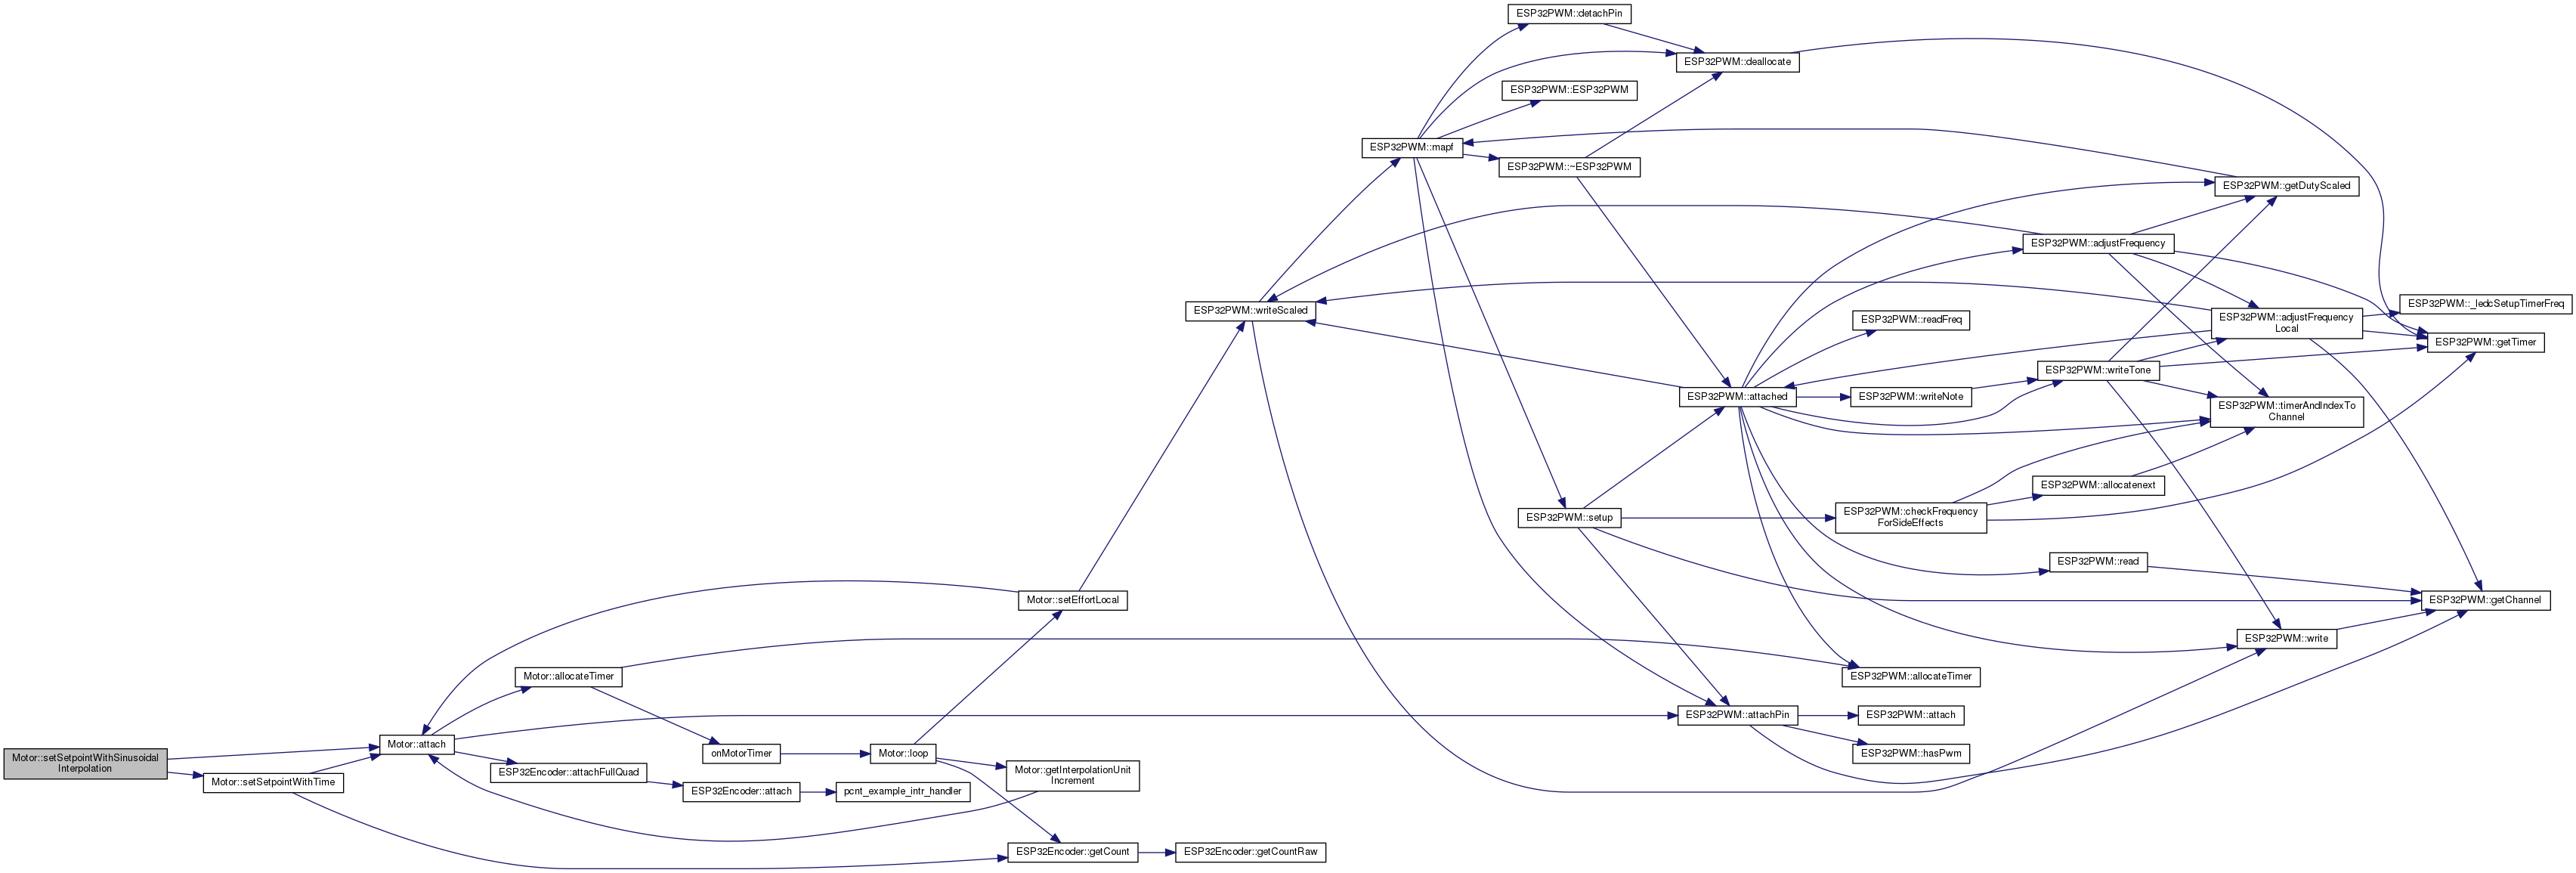 ESP32PWM::detachPin
ESP32PWM::deallocate
ESP32PWM::ESP32PWM
ESP32PWM::mapf
ESP32PWM::~ESP32PWM
ESP32PWM::getDutyScaled
ESP32PWM::adjustFrequency
ESP32PWM::writeScaled
ESP32PWM::_ledcSetupTimerFreq
ESP32PWM::readFreq
ESP32PWM::adjustFrequency
Local
ESP32PWM::getTimer
ESP32PWM::writeTone
ESP32PWM::attached
ESP32PWM::writeNote
ESP32PWM::timerAndIndexTo
Channel
ESP32PWM::allocatenext
ESP32PWM::setup
ESP32PWM::checkFrequency
ForSideEffects
ESP32PWM::read
Motor::setEffortLocal
ESP32PWM::getChannel
ESP32PWM::write
Motor::allocateTimer
ESP32PWM::allocateTimer
ESP32PWM::attachPin
ESP32PWM::attach
Motor::attach
onMotorTimer
Motor::loop
ESP32PWM::hasPwm
Motor::setSetpointWithSinusoidal
Interpolation
ESP32Encoder::attachFullQuad
Motor::getInterpolationUnit
Increment
Motor::setSetpointWithTime
ESP32Encoder::attach
pcnt_example_intr_handler
ESP32Encoder::getCount
ESP32Encoder::getCountRaw